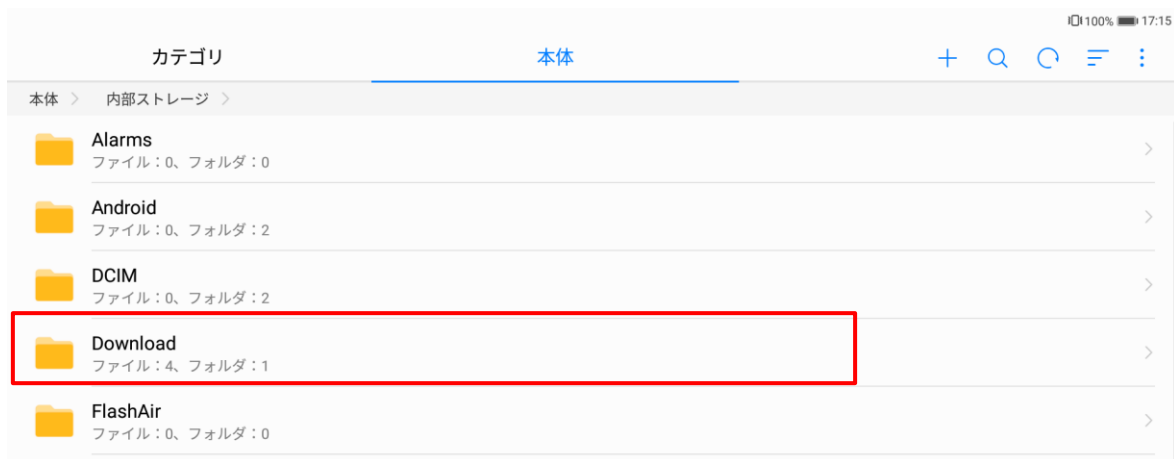 100% 17:15
カテゴリ 本体
本体 内部ストレージ
Alarms
ファイル：0、フォルダ：0
Android
ファイル：0、フォルダ：2
DCIM
ファイル：0、フォルダ：2
Download
ファイル：4、フォルダ：1
FlashAir
ファイル：0、フォルダ：0